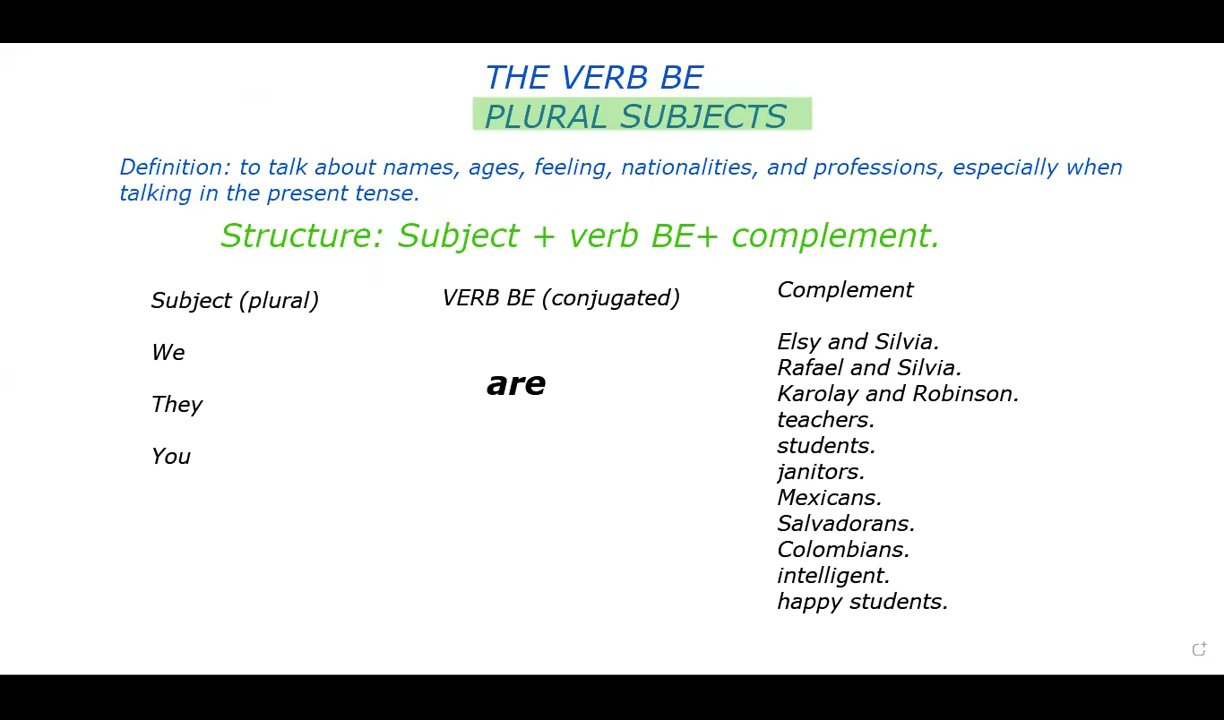 THE VERB BE
PLURAL SUBJECTS
Definition: to talk about names, ages, feeling, nationalities, and professions, especially when
talking in the present tense.
Structure: Subject + verb BE+ complement.
Subject (plural)
We
They
You
VERB BE (conjugated)
are
Complement
Elsy and Silvia.
Rafael and Silvia.
Karolay and Robinson.
teachers.
students.
janitors.
Mexicans.
Salvadorans.
Colombians.
intelligent.
happy students.